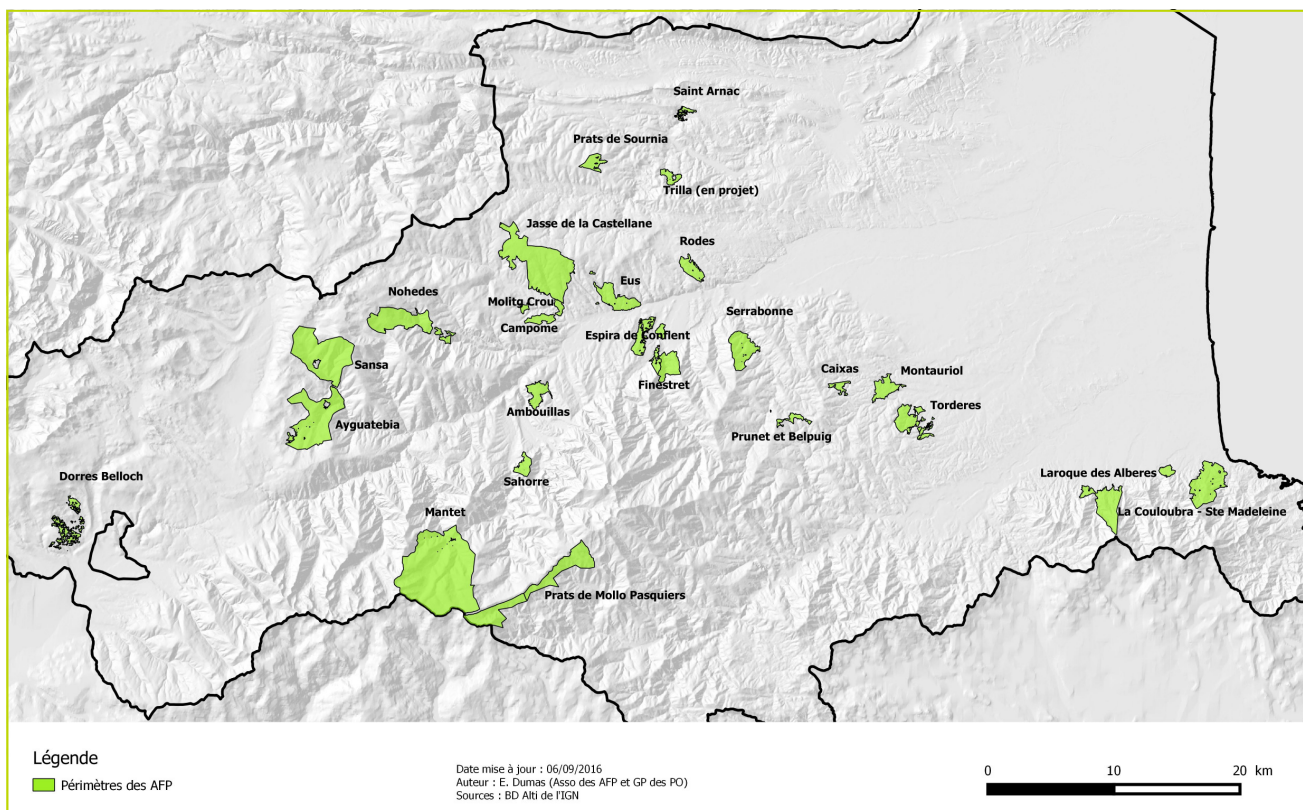 Saint Arnac
Prats de Sournia
Trilla (en projet)
Jasse de la Castellane
Rodes
Eus
Nohedes
Molitg Crou
Campome
Espira de Conflent
Serrabonne
Sansa
Finestret
Caixas
Montauriol
Ambouillas
Torderes
Ayguatebia
Prunet et Belpuig
Dorres Belloch
Sahorre
Laroque des Alberes
Mantet
La Couloubra - Ste Madeleine
Prats de Mollo Pasquiers
Légende
Périmètres des AFP
Date mise à jour : 06/09/2016
Auteur : E. Dumas (Asso des AFP et GP des PO)
Sources : BD Alti de l'IGN
0 10 20 km